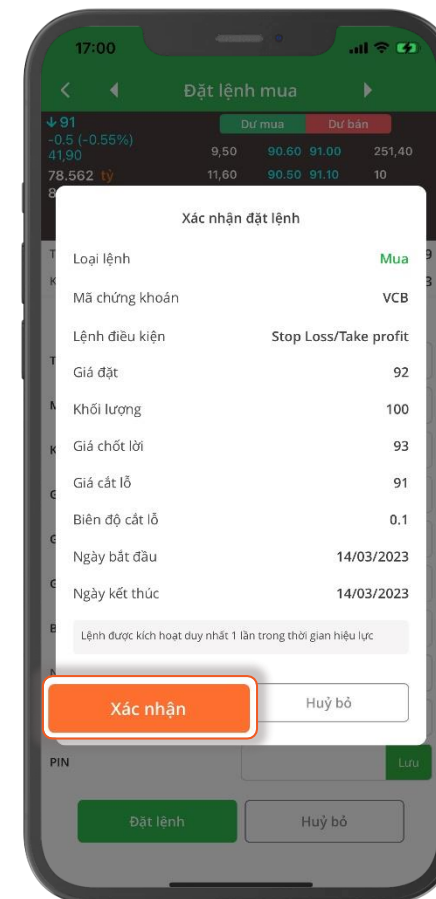 17:00
Đặt lệnh mua
91 Dư mua Dư bán
-0.5 (-0.55%)
41,90 9,50 90.60 91.00 251,40
78.562 tỷ 11,60 90.50 91.10 10
8
Xác nhận đặt lệnh
Loại lệnh Mua
Mã chứng khoán VCB
Lệnh điều kiện Stop Loss/Take profit
Giá đặt 92
Khối lượng 100
Giá chốt lời 93
Giá cắt lỗ 91
Biên độ cắt lỗ 0.1
Ngày bắt đầu 14/03/2023
Ngày kết thúc 14/03/2023
Lệnh được kích hoạt duy nhất 1 lần trong thời gian hiệu lực
Xác nhận Huỷ bỏ
PIN Lưu
Đặt lệnh Huỷ bỏ